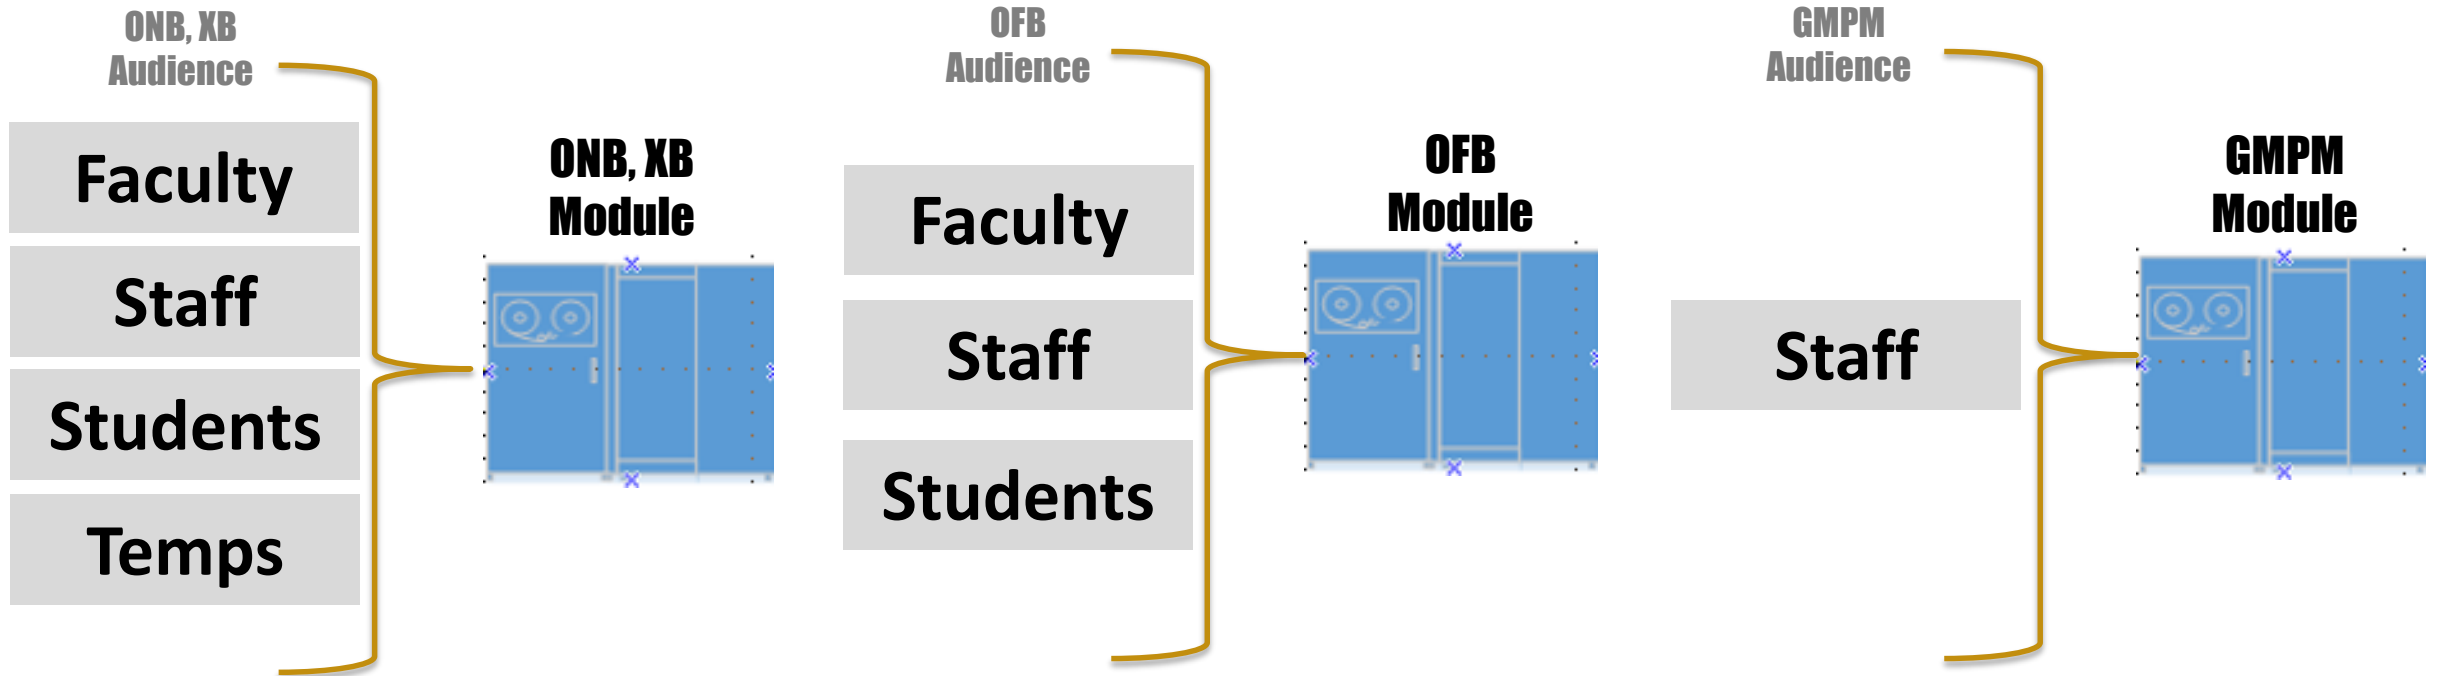 ONB, XB
Audience
Faculty
Staff
Students
Temps
ONB, XB
Module
OFB
Audience
Faculty
Staff
Students
OFB
Module
GMPM
Audience
Staff
GMPM
Module